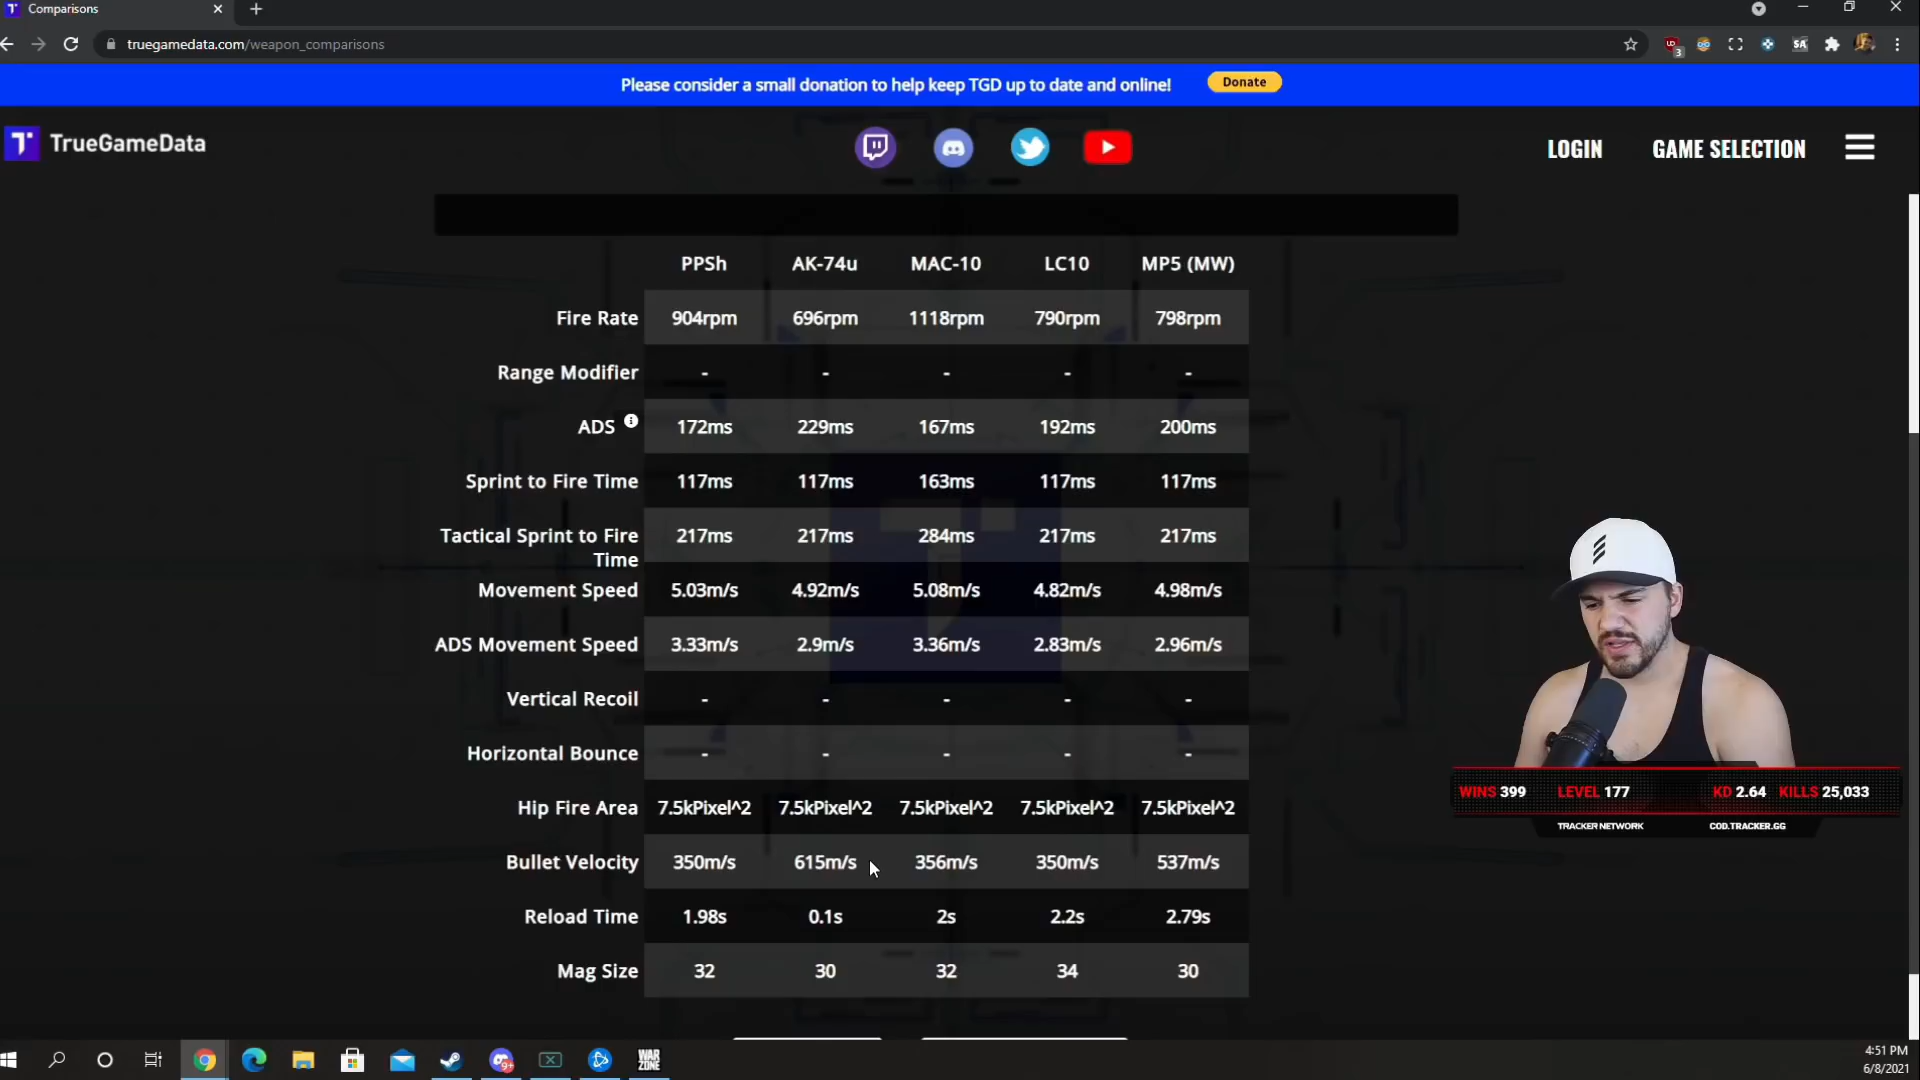 Comparisons
truegamedata.com/weapon_comparisons
Please consider a small donation to help keep TGD up to date and online!
Donate
TrueGameData
LOGIN
GAME SELECTION
PPSh AK-74u MAC-10 LC10 MP5 (MW)
Fire Rate 904rpm 696rpm 1118rpm 790rpm 798rpm
Range Modifier - - - - -
ADS 172ms 229ms 167ms 192ms 200ms
Sprint to Fire Time 117ms 117ms 163ms 117ms 117ms
Tactical Sprint to Fire 217ms 217ms 284ms 217ms 217ms
Time
Movement Speed 5.03m/s 4.92m/s 5.08m/s 4.82m/s 4.98m/s
ADS Movement Speed 3.33m/s 2.9m/s 3.36m/s 2.83m/s 2.96m/s
Vertical Recoil - - - - -
Horizontal Bounce - - - - -
Hip Fire Area 7.5kPixel^2 7.5kPixel^2 7.5kPixel^2 7.5kPixel^2 7.5kPixel^2
Bullet Velocity 350m/s 615m/s 356m/s 350m/s 537m/s
Reload Time 1.98s 0.1s 2s 2.2s 2.79s
Mag Size 32 30 32 34 30
WINS 399 LEVEL 177 KD 2.64 KILLS 25,033
TRACKER NETWORK COD.TRACKER.GG
WAR
ZONE
4:51 PM
6/8/2021